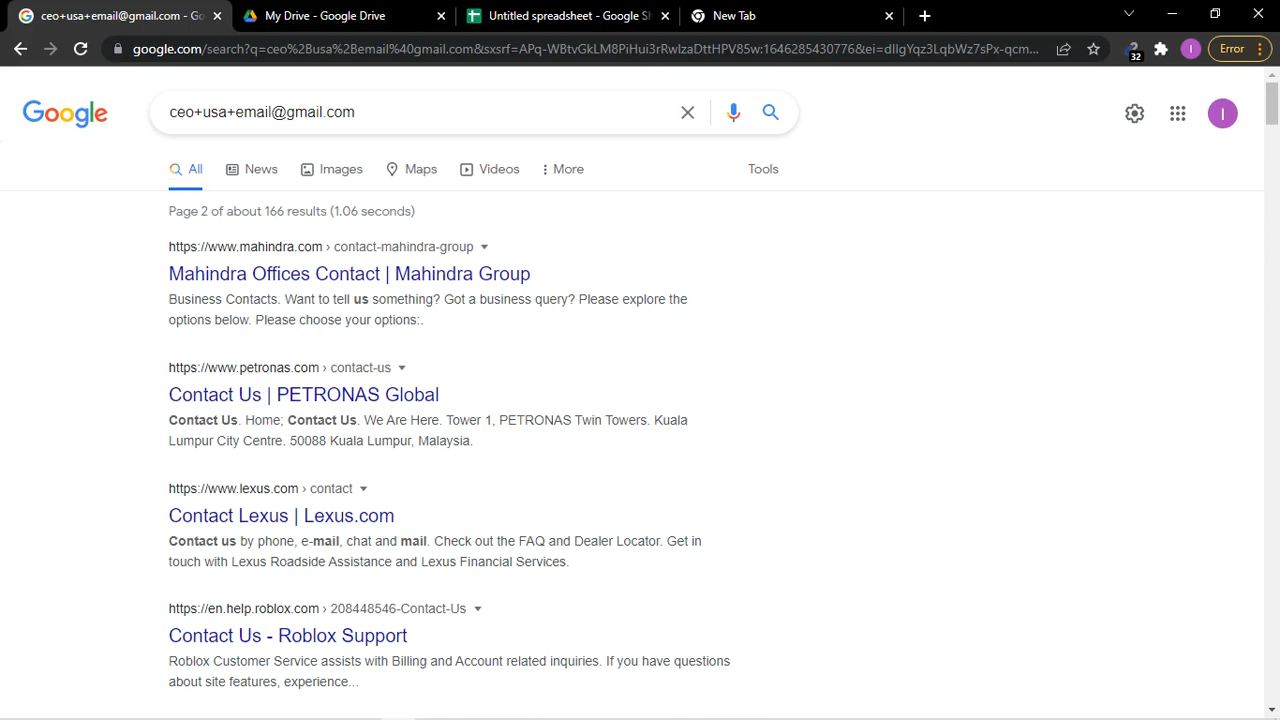 ceo+usa+email@gmail.com - Go
My Drive - Google Drive
Untitled spreadsheet - Google Sh
New Tab
google.com/search?q=ceo%2Busa%2Bemail%40gmail.com&sxsrf=APq-WBtvGkLM8PiHui3rRwlzaDttHPV85w:1646285430776&ei=dllgYqz3LqbWz7sPx-qcm...
32
I
Error
Google
ceo+usa+email@gmail.com
I
All
News
Images
Maps
Videos
More
Tools
Page 2 of about 166 results (1.06 seconds)
https://www.mahindra.com › contact-mahindra-group
Mahindra Offices Contact | Mahindra Group
Business Contacts. Want to tell us something? Got a business query? Please explore the
options below. Please choose your options:.
https://www.petronas.com › contact-us
Contact Us | PETRONAS Global
Contact Us. Home; Contact Us. We Are Here. Tower 1, PETRONAS Twin Towers. Kuala
Lumpur City Centre. 50088 Kuala Lumpur, Malaysia.
https://www.lexus.com › contact
Contact Lexus | Lexus.com
Contact us by phone, e-mail, chat and mail. Check out the FAQ and Dealer Locator. Get in
touch with Lexus Roadside Assistance and Lexus Financial Services.
https://en.help.roblox.com › 208448546-Contact-Us
Contact Us - Roblox Support
Roblox Customer Service assists with Billing and Account related inquiries. If you have questions
about site features, experience...